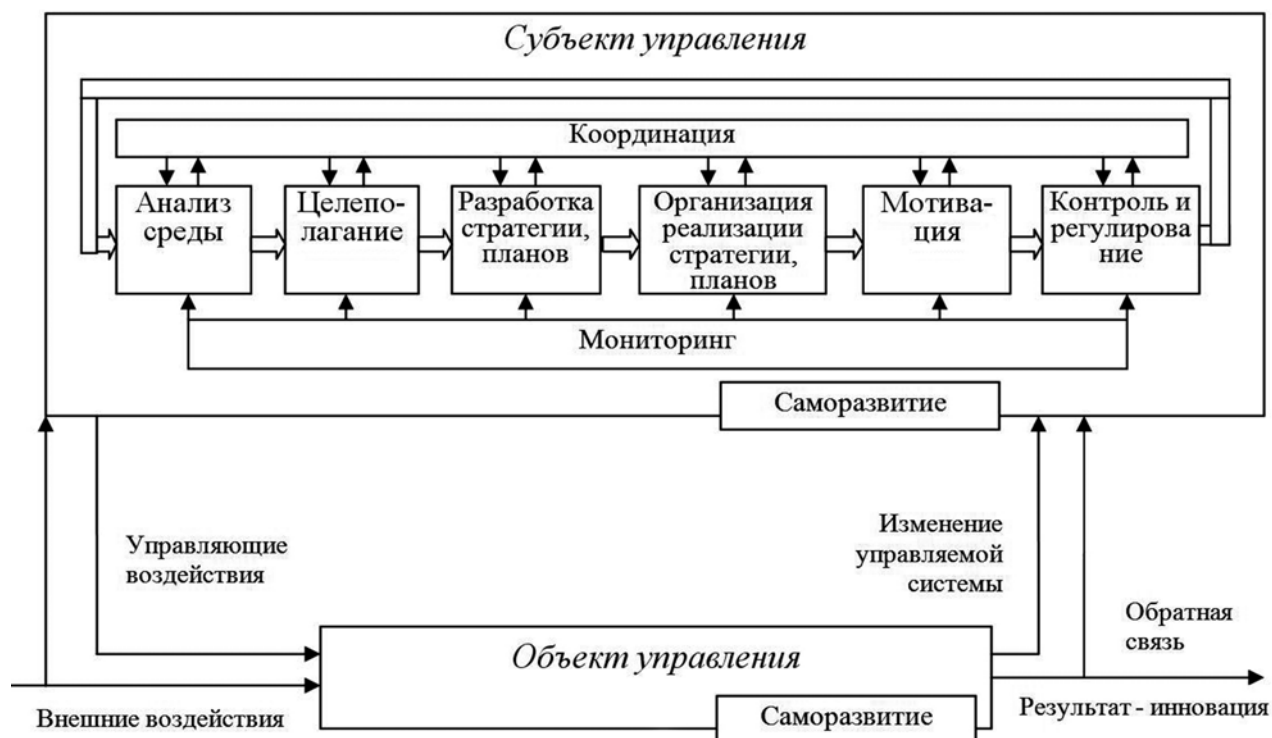 Субъект управления
Координация
Анализ
среды
Целепо-
лагание
Разработка
стратегии,
планов
Организация
реализации
стратегии,
планов
Мотива-
ция
Контроль и
регулирова
ние
Мониторинг
Саморазвитие
Управляющие
воздействия
Изменение
управляемой
системы
Обратная
связь
Объект управления
Саморазвитие
Внешние воздействия
Результат - инновация